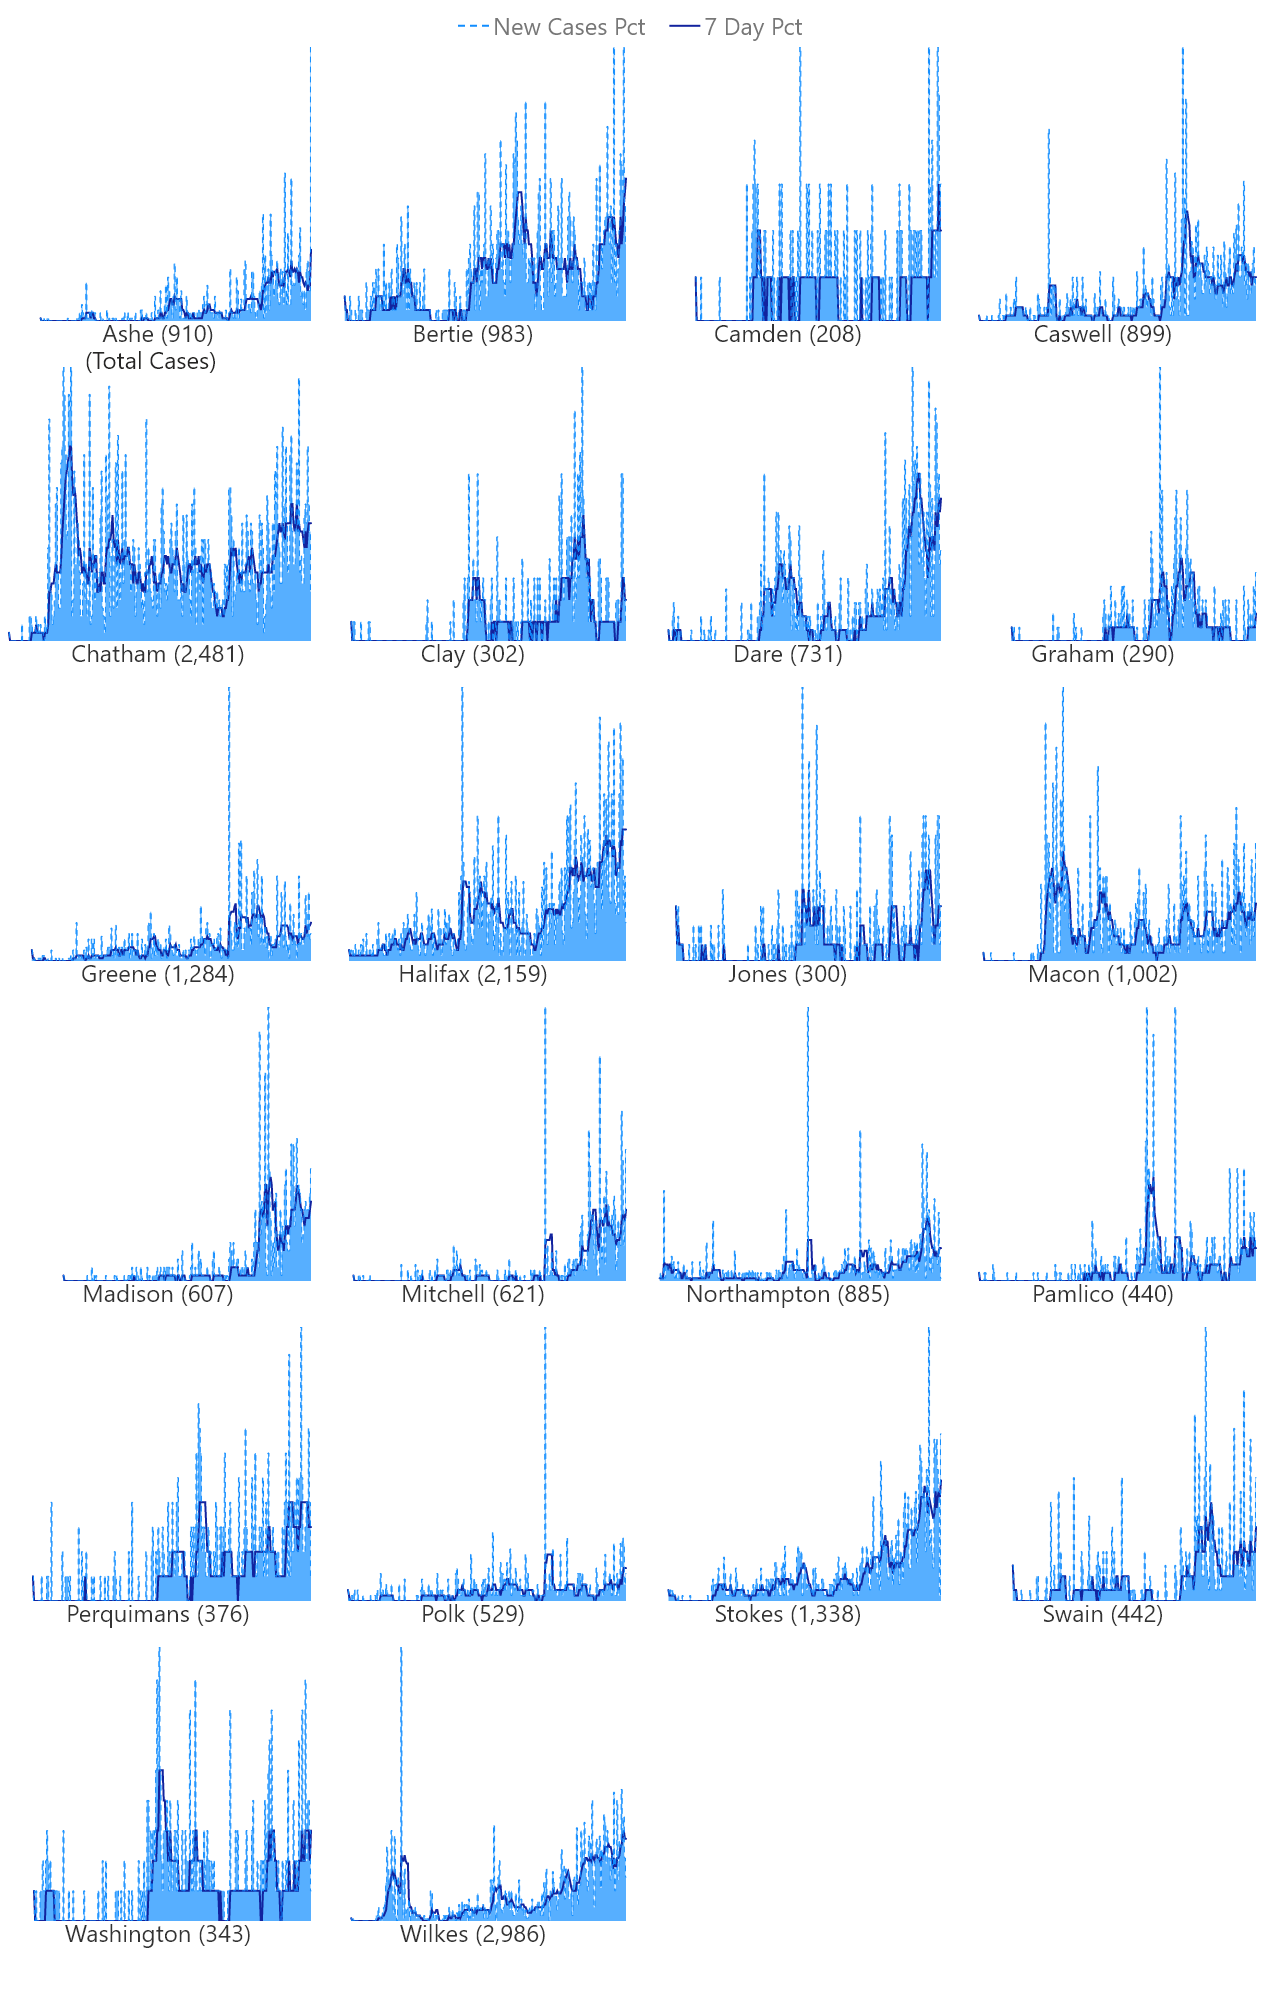 New Cases Pct 7 Day Pct
Ashe (910) Bertie (983) Camden (208) Caswell (899)
(Total Cases)
Chatham (2,481) Clay (302) Dare (731) Graham (290)
Greene (1,284) Halifax (2,159) Jones (300) Macon (1,002)
Madison (607) Mitchell (621) Northampton (885) Pamlico (440)
Perquimans (376) Polk (529) Stokes (1,338) Swain (442)
Washington (343) Wilkes (2,986)